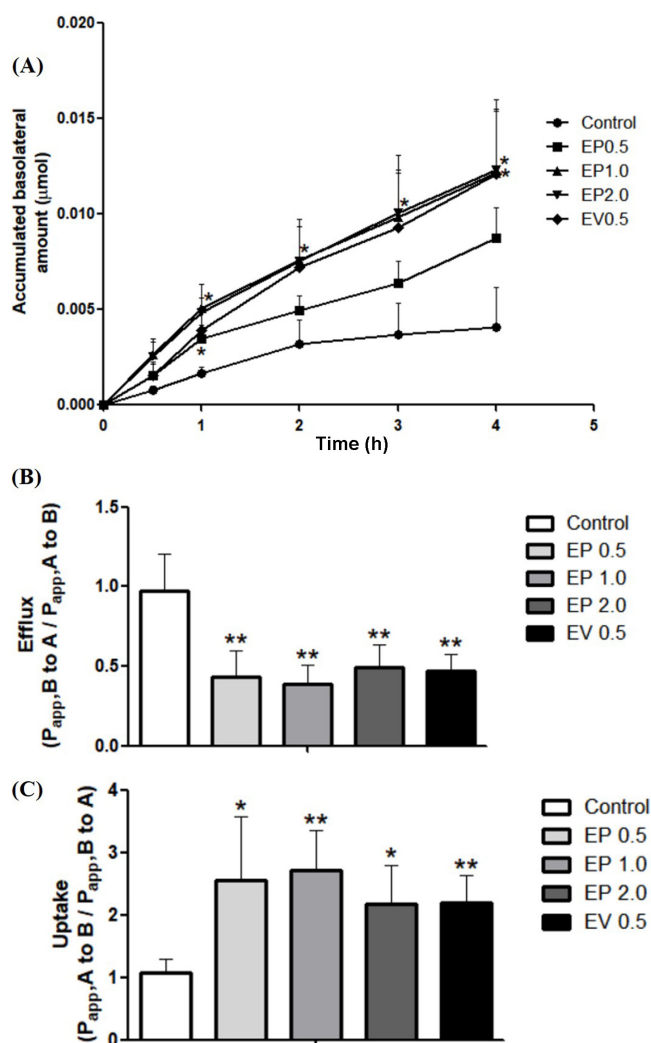 (A)
0.020
0.015
0.010
0.005
0.000
Accumulated basolateral
amount (μmol)
0 1 2 3 4 5
Time (h)
* * * * * *
Control
EP0.5
EP1.0
EP2.0
EV0.5
(B)
1.5
1.0
0.5
0.0
Efflux
(Papp,B to A / Papp,A to B)
** ** ** **
Control
EP 0.5
EP 1.0
EP 2.0
EV 0.5
(C)
4
3
2
1
0
Uptake
(Papp,A to B / Papp,B to A)
* ** * **
Control
EP 0.5
EP 1.0
EP 2.0
EV 0.5